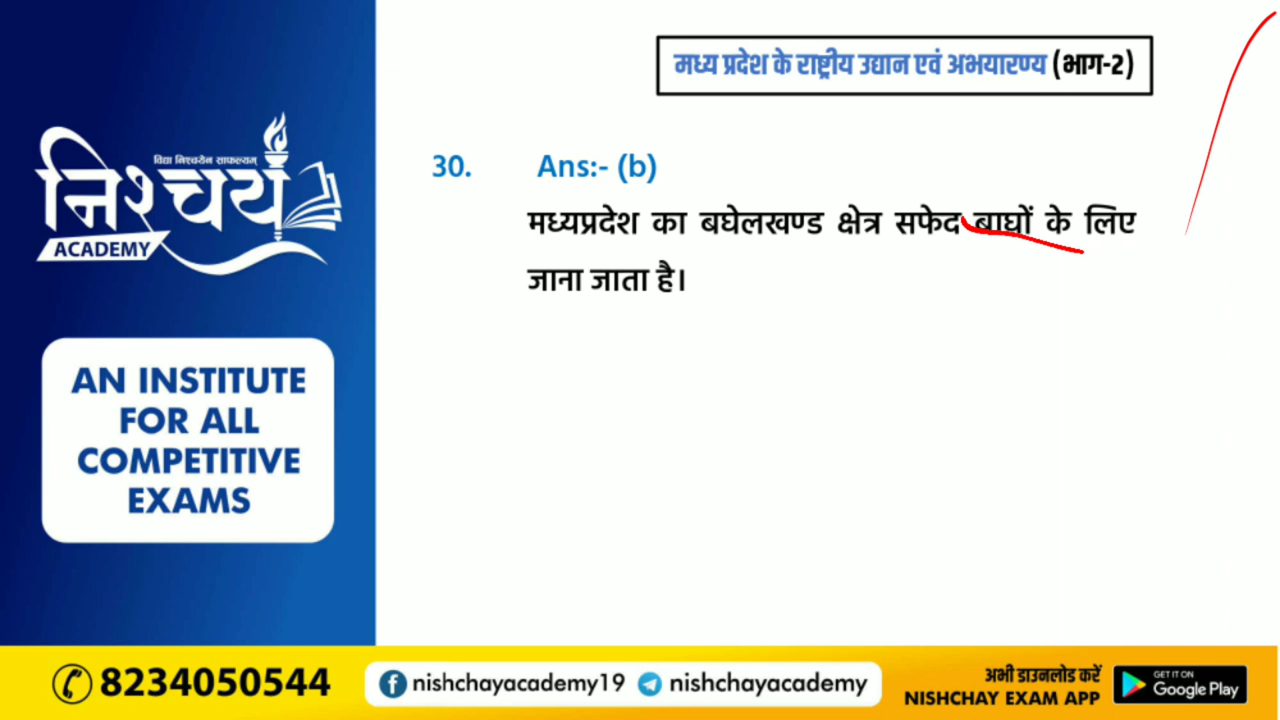 मध्य प्रदेश के राष्ट्रीय उद्यान एवं अभयारण्य (भाग-2)
विद्या निश्चयेन साफल्यम्
निश्चय
ACADEMY
30. Ans:- (b)
मध्यप्रदेश का बघेलखण्ड क्षेत्र सफेद बाघों के लिए
जाना जाता है।
AN INSTITUTE
FOR ALL
COMPETITIVE
EXAMS
8234050544
nishchayacademy19
nishchayacademy
अभी डाउनलोड करें
NISHCHAY EXAM APP
GET IT ON
Google Play